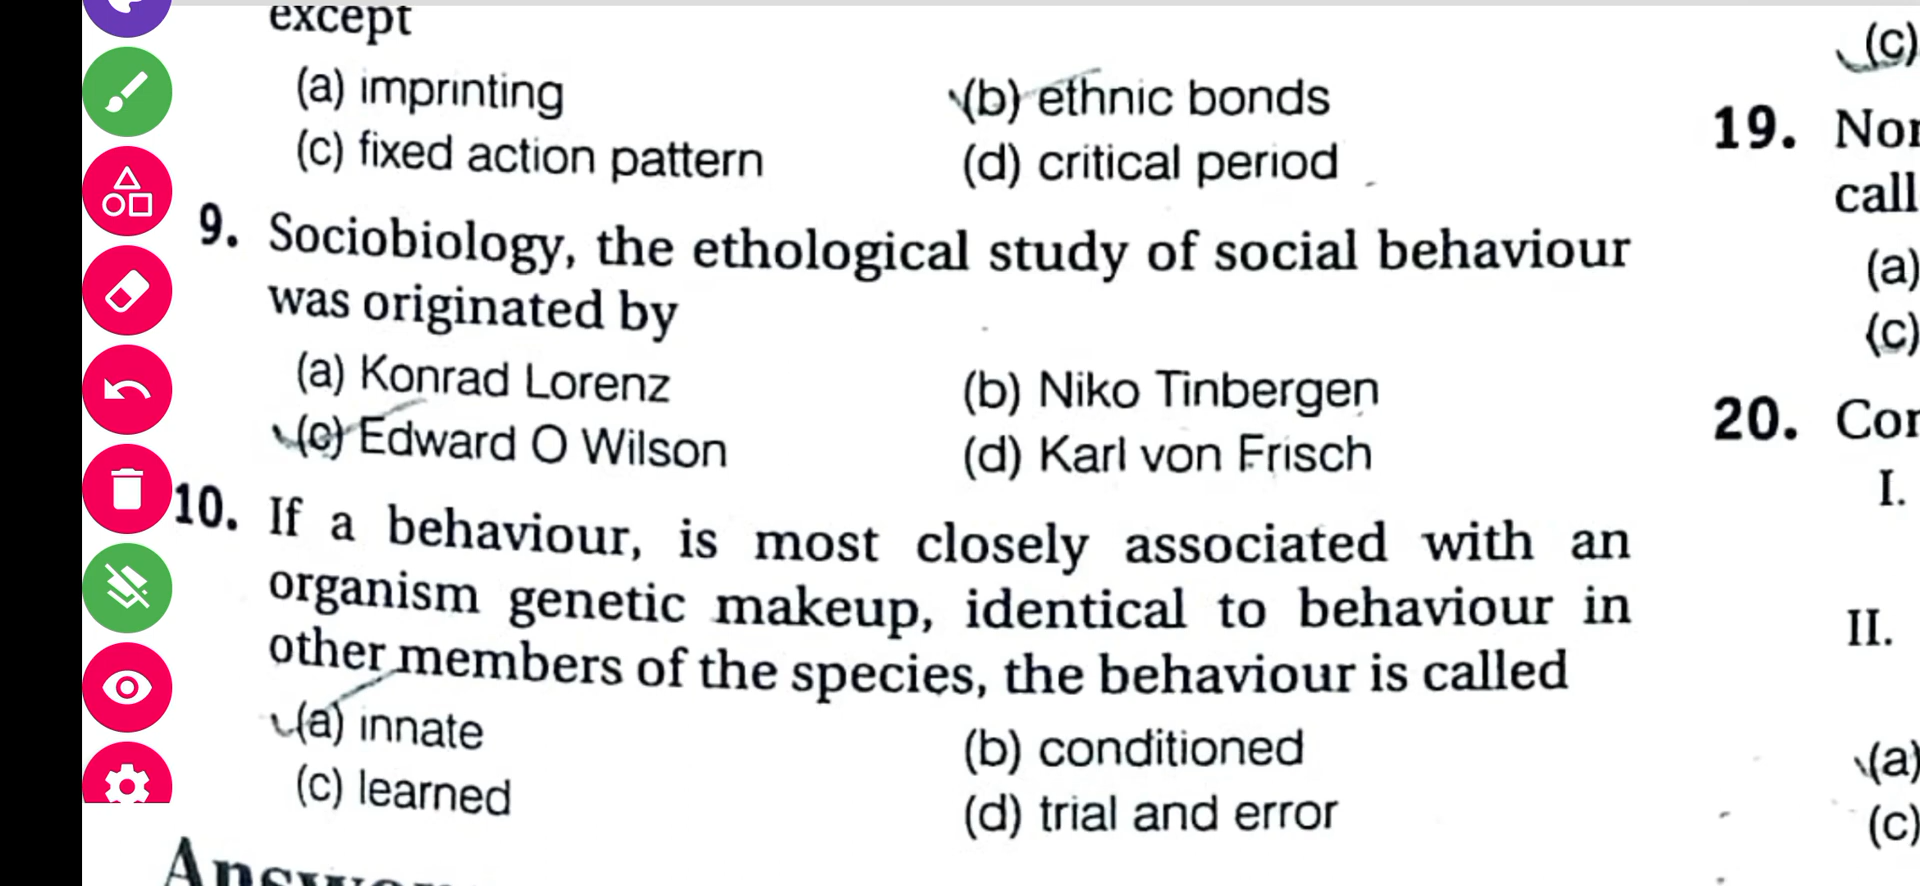 except
(a) imprinting
(b) ethnic bonds
(c) fixed action pattern
(d) critical period
9. Sociobiology, the ethological study of social behaviour
was originated by
(a) Konrad Lorenz
(b) Niko Tinbergen
(c) Edward O Wilson
(d) Karl von Frisch
10. If a behaviour, is most closely associated with an
organism genetic makeup, identical to behaviour in
other members of the species, the behaviour is called
(a) innate
(b) conditioned
(c) learned
(d) trial and error
(c)
19.
call
(a)
(c)
20.
I.
II.
(a)
(c)